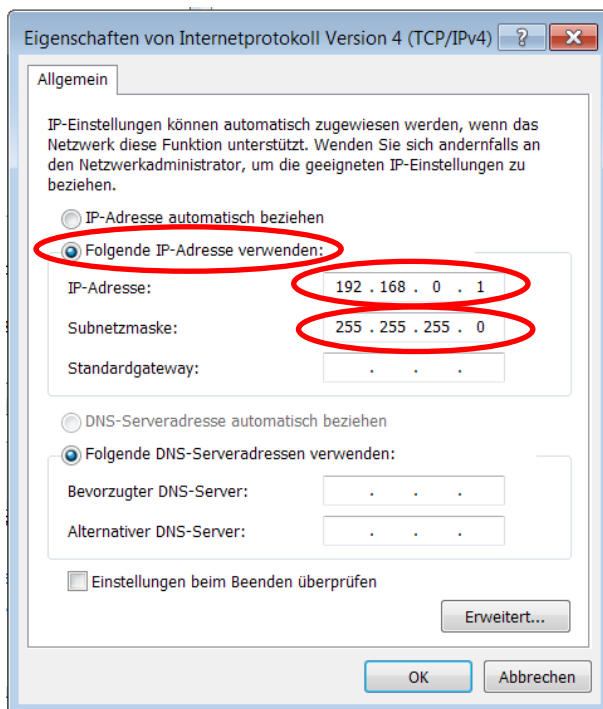 Eigenschaften von Internetprotokoll Version 4 (TCP/IPv4)
Allgemein
IP-Einstellungen können automatisch zugewiesen werden, wenn das
Netzwerk diese Funktion unterstützt. Wenden Sie sich andernfalls an
den Netzwerkadministrator, um die geeigneten IP-Einstellungen zu
beziehen.
IP-Adresse automatisch beziehen
Folgende IP-Adresse verwenden:
IP-Adresse: 192 . 168 . 0 . 1
Subnetzmaske: 255 . 255 . 255 . 0
Standardgateway: . . .
DNS-Serveradresse automatisch beziehen
Folgende DNS-Serveradressen verwenden:
Bevorzugter DNS-Server: . . .
Alternativer DNS-Server: . . .
Einstellungen beim Beenden überprüfen
Erweitert...
OK Abbrechen